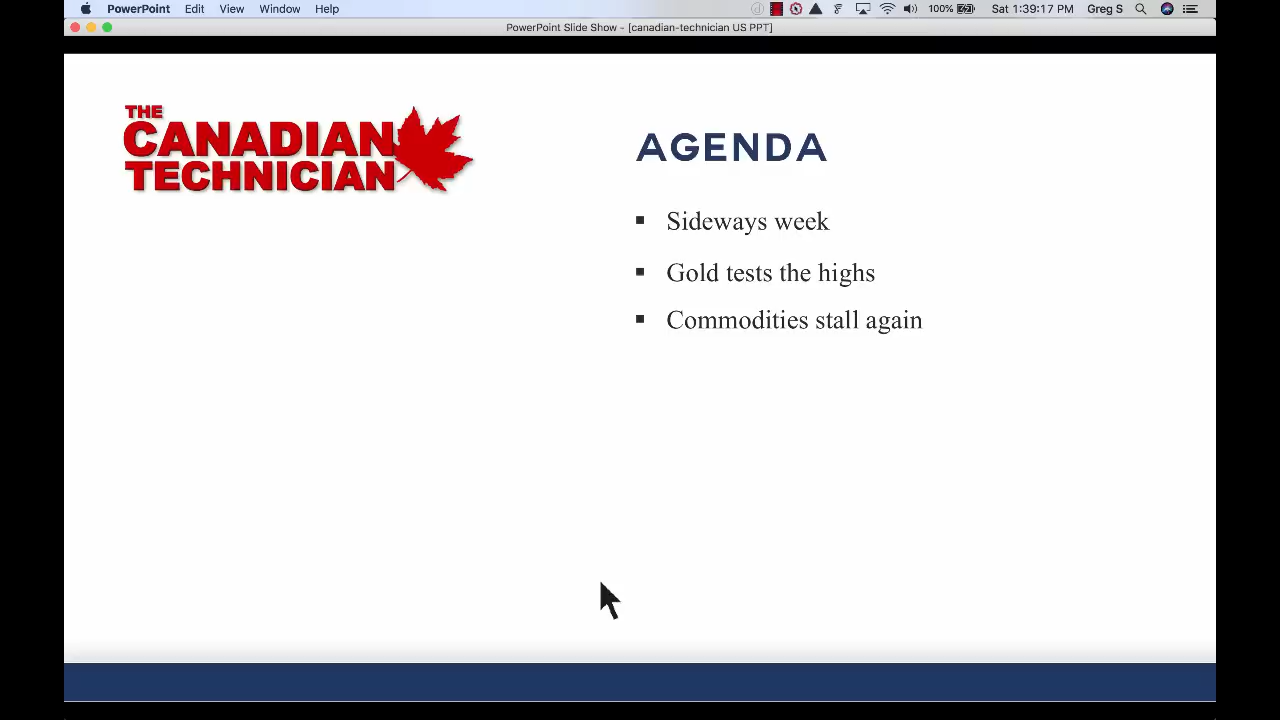 PowerPoint Edit View Window Help 100% Sat 1:39:17 PM Greg S
PowerPoint Slide Show - [canadian-technician US PPT]
THE
CANADIAN
TECHNICIAN
AGENDA
Sideways week
Gold tests the highs
Commodities stall again